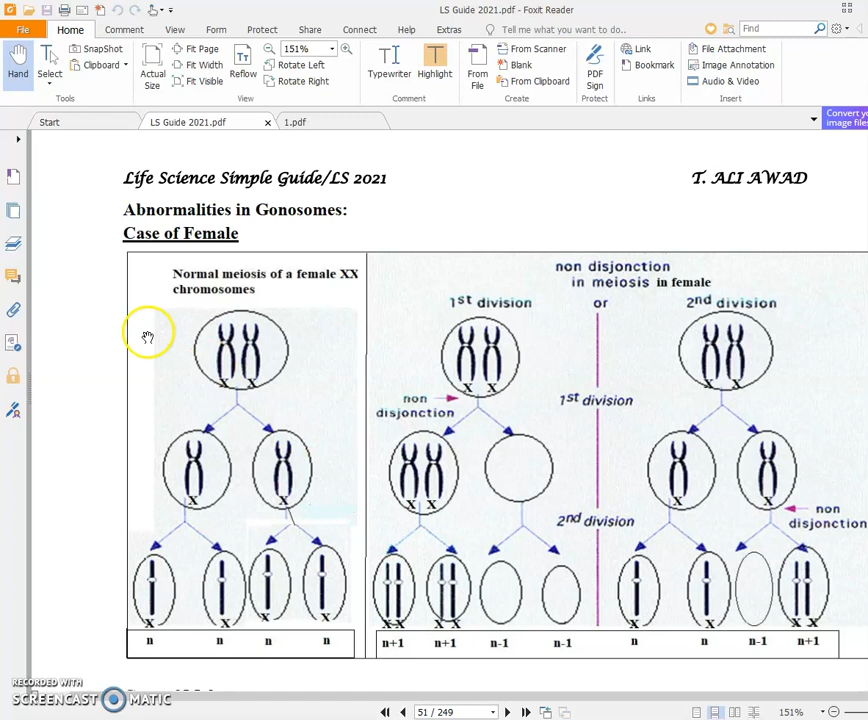 LS Guide 2021.pdf - Foxit Reader
File Home Comment View Form Protect Share Connect Help Extras Tell me what you want to do... Find
Hand Select SnapShot Clipboard Actual Size Fit Page Fit Width Fit Visible Reflow 151% Rotate Left Rotate Right Typewriter Highlight From File From Scanner Blank From Clipboard PDF Sign Link Bookmark File Attachment Image Annotation Audio & Video
Tools View Comment Create Protect Links Insert
Start LS Guide 2021.pdf 1.pdf
Convert yo
image files
Life Science Simple Guide/LS 2021 T. ALI AWAD
Abnormalities in Gonosomes:
Case of Female
Normal meiosis of a female XX
chromosomes
non disjunction
in meiosis in female
1st division or 2nd division
X X X X X X
non
disjunction
1st division
X X X X X X
non
disjunction
2nd division
X X X X X X X X X X X X
n n n n n+1 n+1 n-1 n-1 n n n-1 n+1
RECORDED WITH
SCREENCAST MATIC
51 / 249 151%